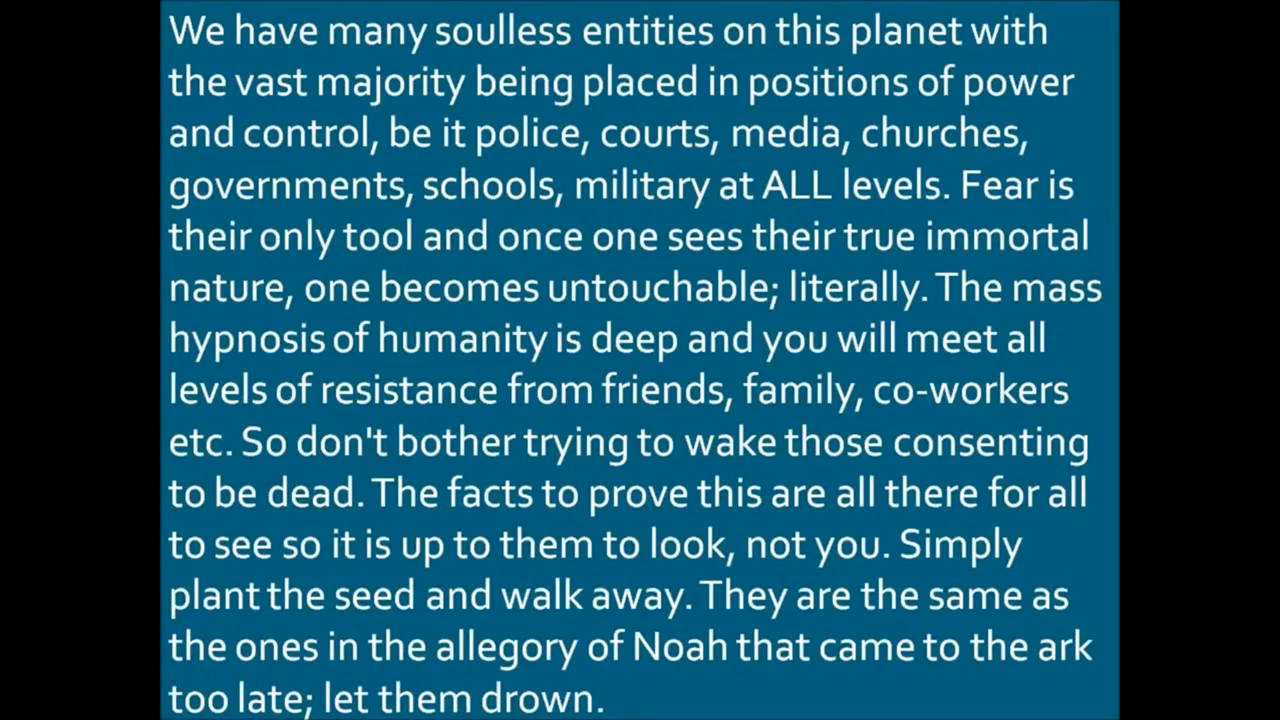 We have many soulless entities on this planet with
the vast majority being placed in positions of power
and control, be it police, courts, media, churches,
governments, schools, military at ALL levels. Fear is
their only tool and once one sees their true immortal
nature, one becomes untouchable; literally. The mass
hypnosis of humanity is deep and you will meet all
levels of resistance from friends, family, co-workers
etc. So don't bother trying to wake those consenting
to be dead. The facts to prove this are all there for all
to see so it is up to them to look, not you. Simply
plant the seed and walk away. They are the same as
the ones in the allegory of Noah that came to the ark
too late; let them drown.